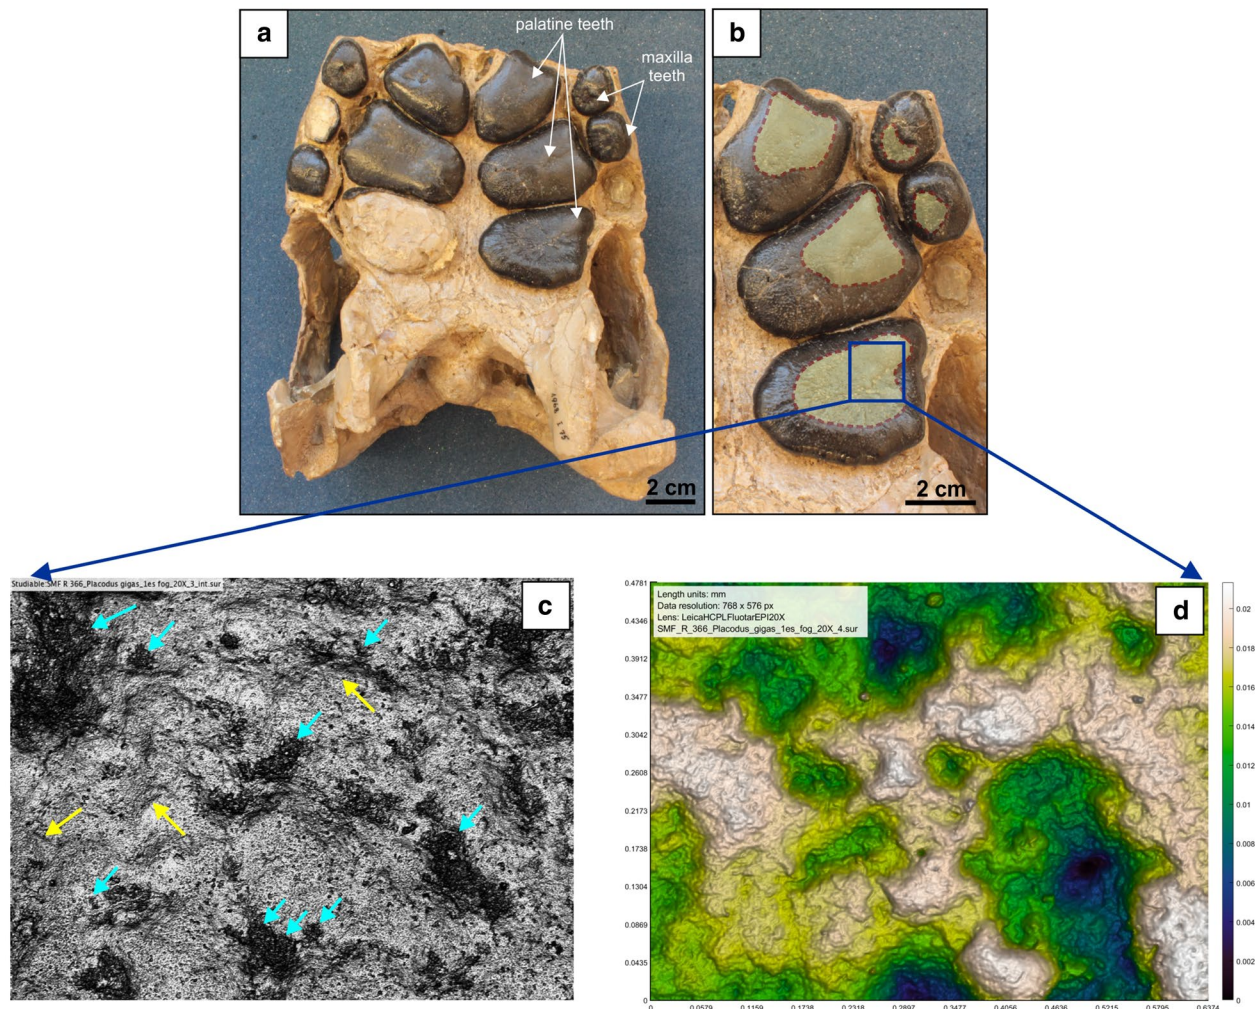 a
palatine teeth
maxilla
teeth
2 cm
b
2 cm
Studiable:SMF R 366_Placodus gigas_1es fog_20X_3_int.sur
c
d
Length units: mm
Data resolution: 768 x 576 px
Lens: LeicaHCPLFluotarEPI20X
SMF_R_366_Placodus_gigas_1es_fog_20X_4.sur
0.4781
0.4346
0.3912
0.3477
0.3042
0.2608
0.2173
0.1738
0.1304
0.0869
0.0435
0
0 0.0579 0.1159 0.1738 0.2318 0.2897 0.3477 0.4056 0.4636 0.5215 0.5795 0.6374
0.02
0.018
0.016
0.014
0.012
0.01
0.008
0.006
0.004
0.002
0